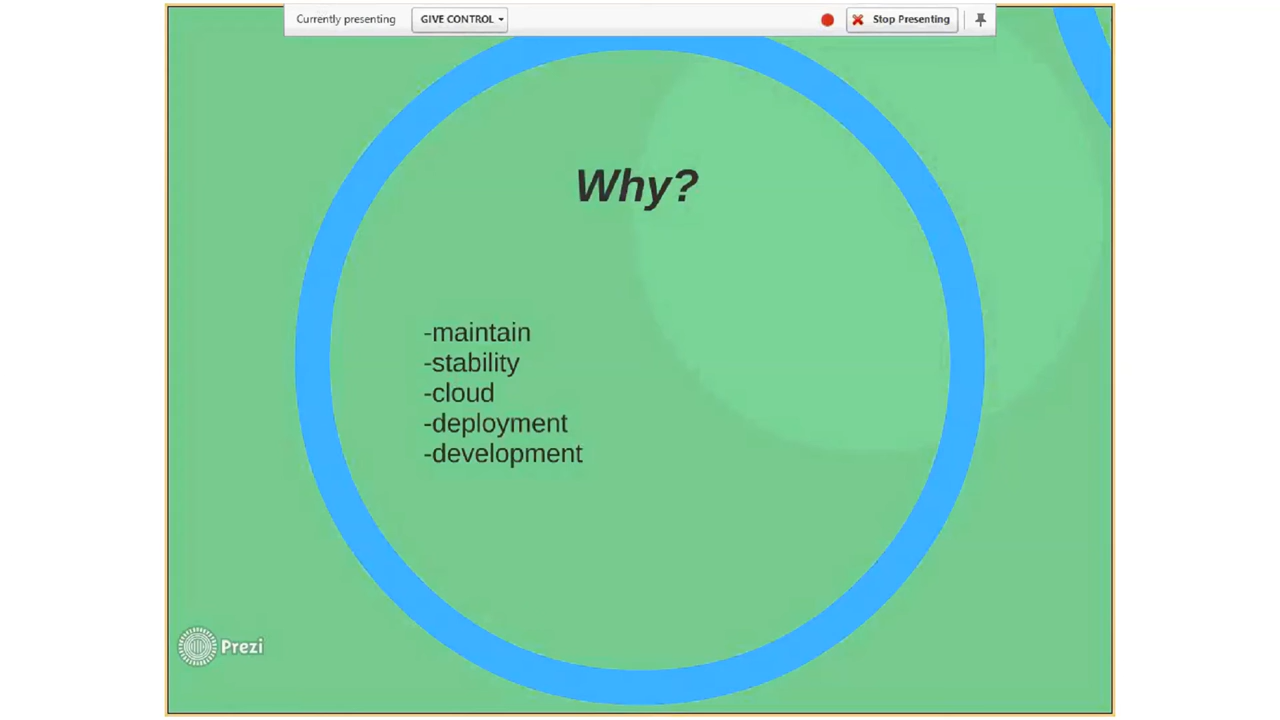 Currently presenting GIVE CONTROL Stop Presenting
Why?
-maintain
-stability
-cloud
-deployment
-development
Prezi